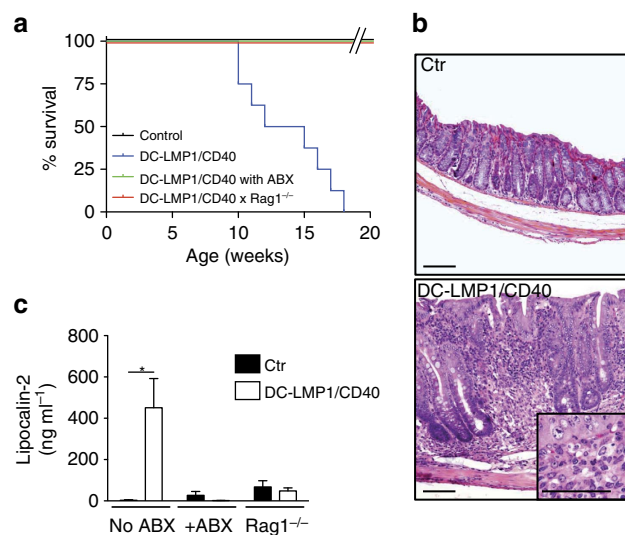 a
100
75
50
25
0
% survival
Control
DC-LMP1/CD40
DC-LMP1/CD40 with ABX
DC-LMP1/CD40 x Rag1⁻/⁻
0 5 10 15 20
Age (weeks)
b
Ctr
DC-LMP1/CD40
c
800
600
400
200
0
Lipocalin-2
(ng ml⁻¹)
*
Ctr
DC-LMP1/CD40
No ABX +ABX Rag1⁻/⁻